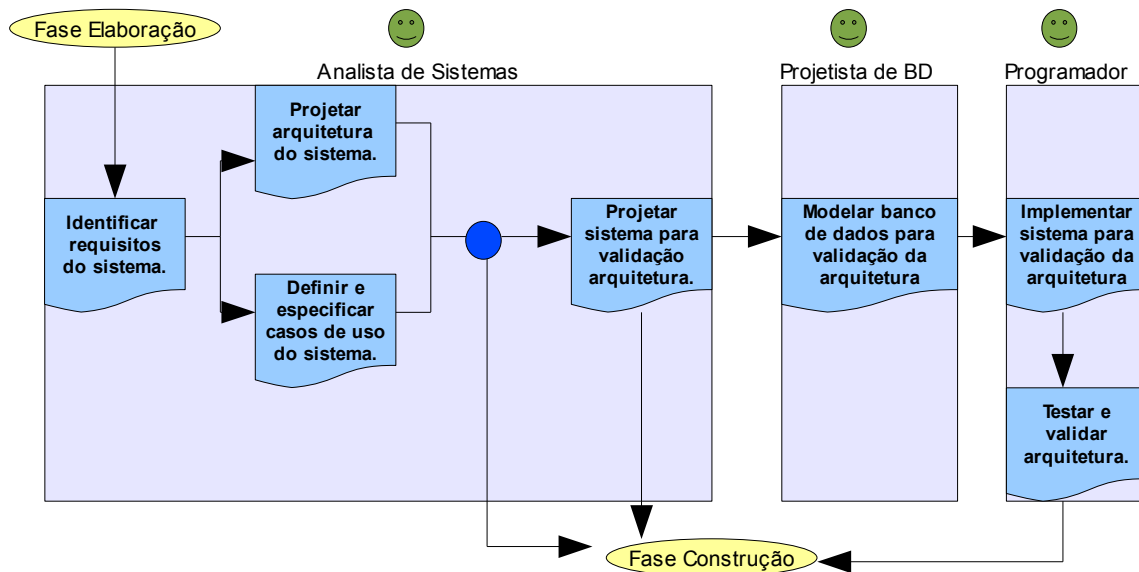 Fase Elaboração
Analista de Sistemas
Projetista de BD
Programador
Projetar
arquitetura
do sistema.
Identificar
requisitos
do sistema.
Definir e
especificar
casos de uso
do sistema.
Projetar
sistema para
validação
arquitetura.
Modelar banco
de dados para
validação da
arquitetura
Implementar
sistema para
validação da
arquitetura
Testar e
validar
arquitetura.
Fase Construção